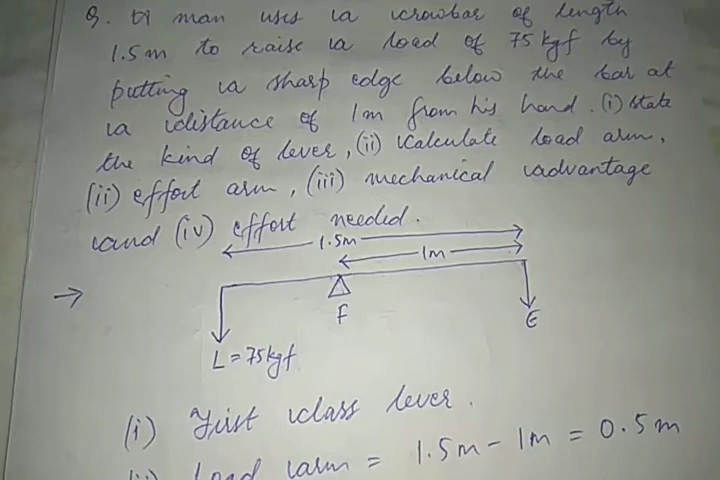 Q. A man uses a crowbar of length
1.5m to raise a load of 75kgf by
putting a sharp edge below the bar at
a distance of 1m from his hand. (i) state
the kind of lever, (ii) calculate load arm,
(ii) effort arm, (iii) mechanical advantage
and (iv) effort needed.
1.5m
1m
→
F
E
L = 75kgf
(i) First class lever.
(ii) Load arm = 1.5m - 1m = 0.5m